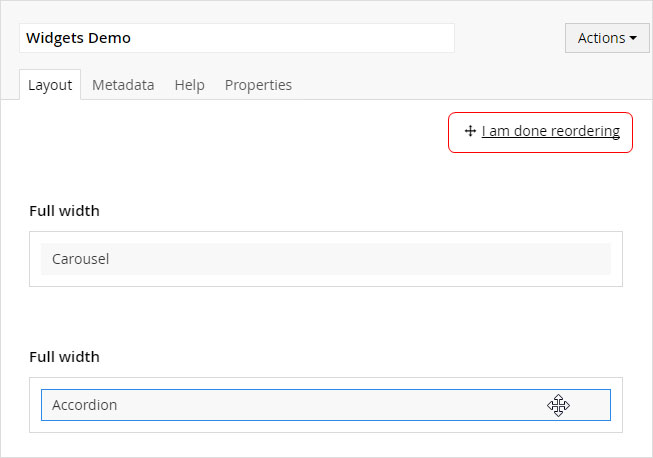 Widgets Demo
Actions
Layout Metadata Help Properties
I am done reordering
Full width
Carousel
Full width
Accordion